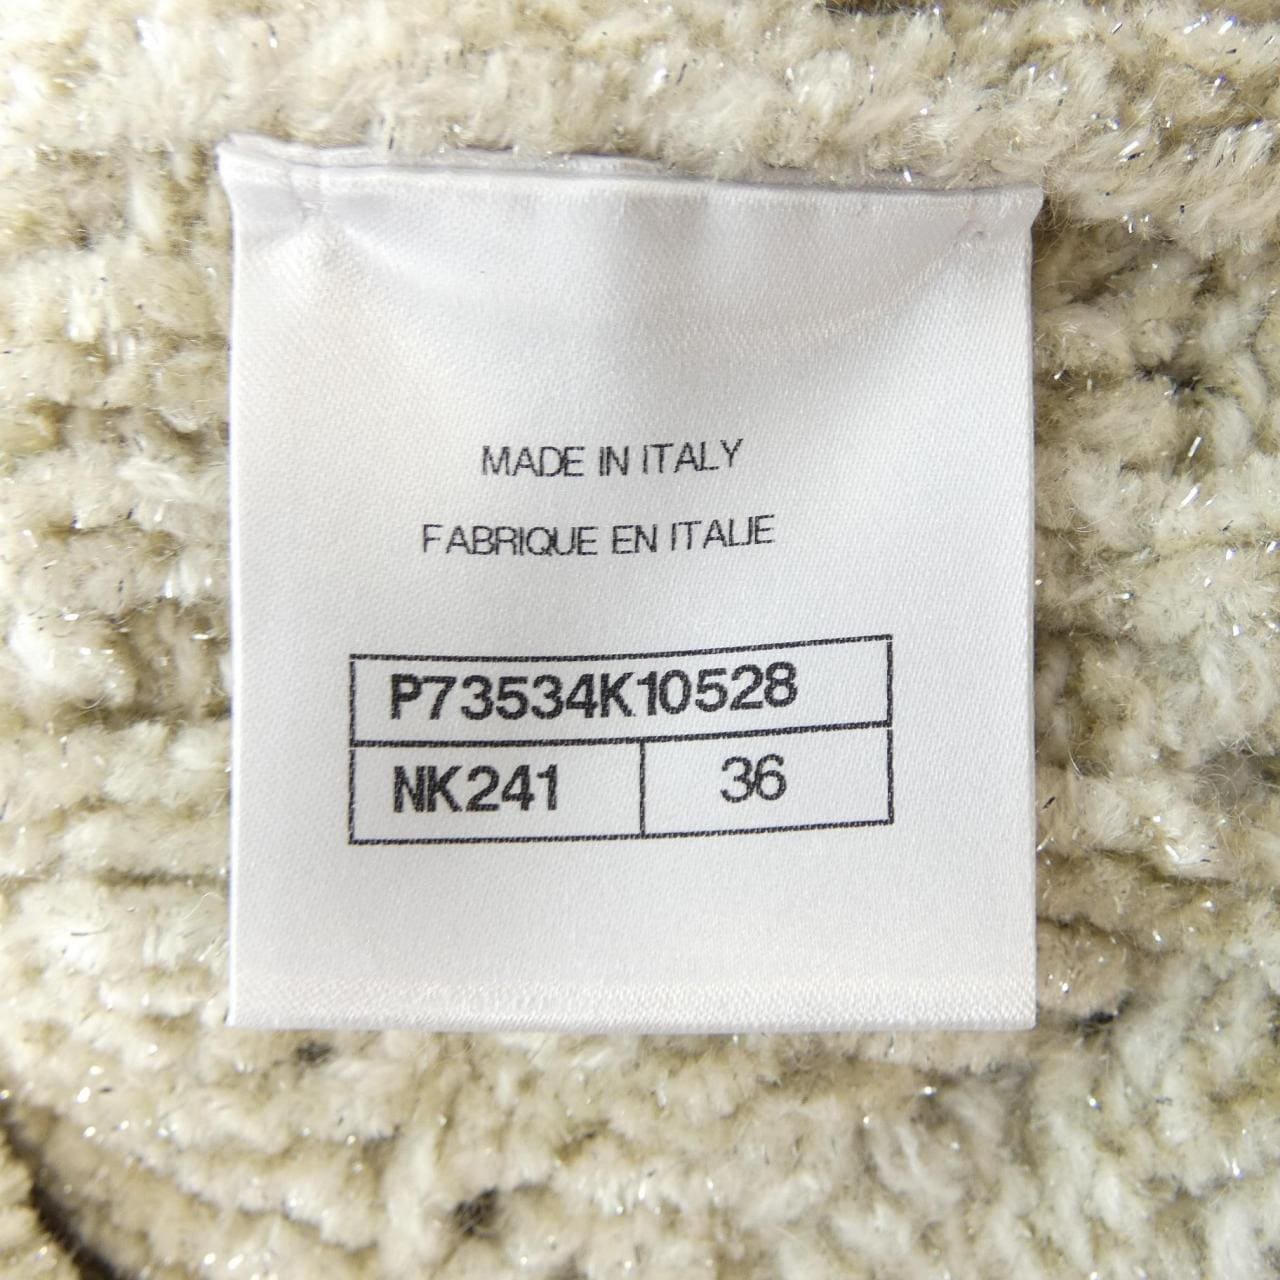 MADE IN ITALY
FABRIQUE EN ITALIE
P73534K10528
NK241 36